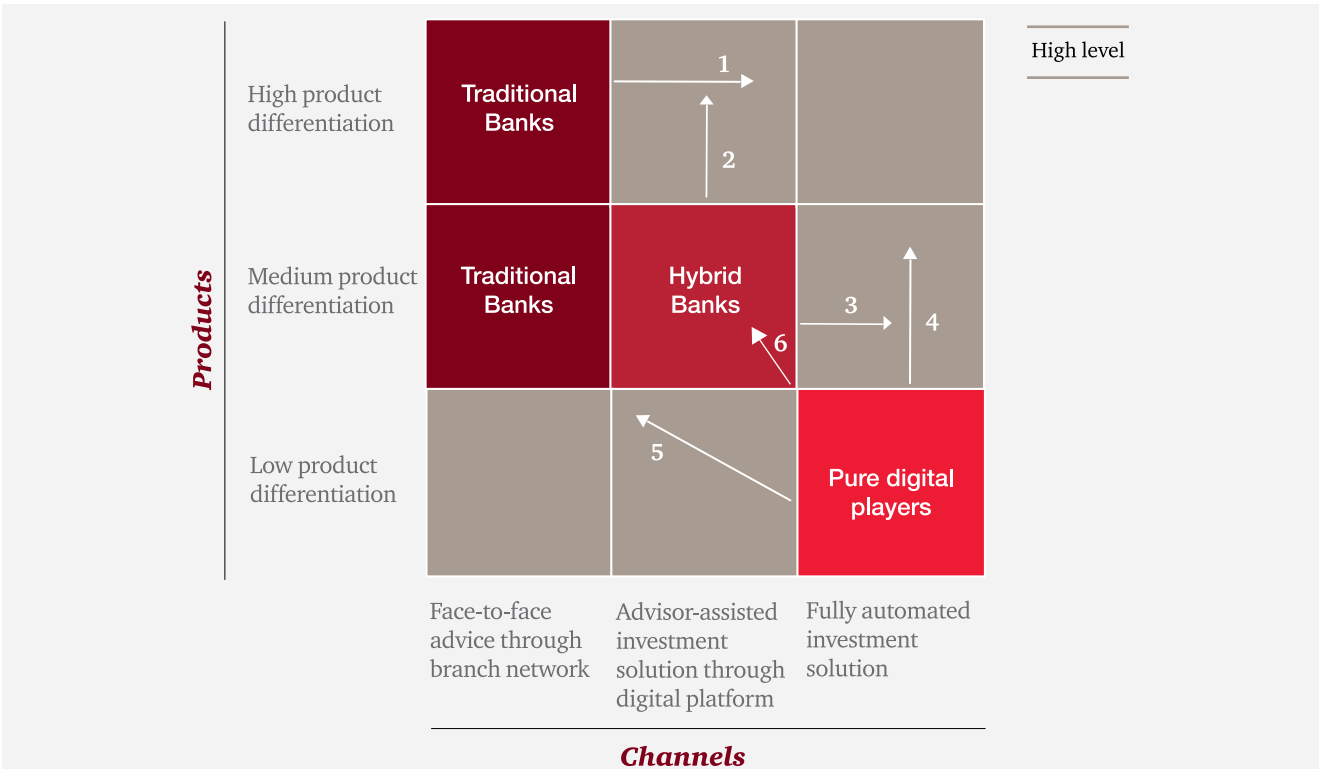 High level
High product
differentiation
Traditional
Banks
1
2
Products
Medium product
differentiation
Traditional
Banks
Hybrid
Banks
3
4
6
Low product
differentiation
5
Pure digital
players
Face-to-face
advice through
branch network
Advisor-assisted
investment
solution through
digital platform
Fully automated
investment
solution
Channels